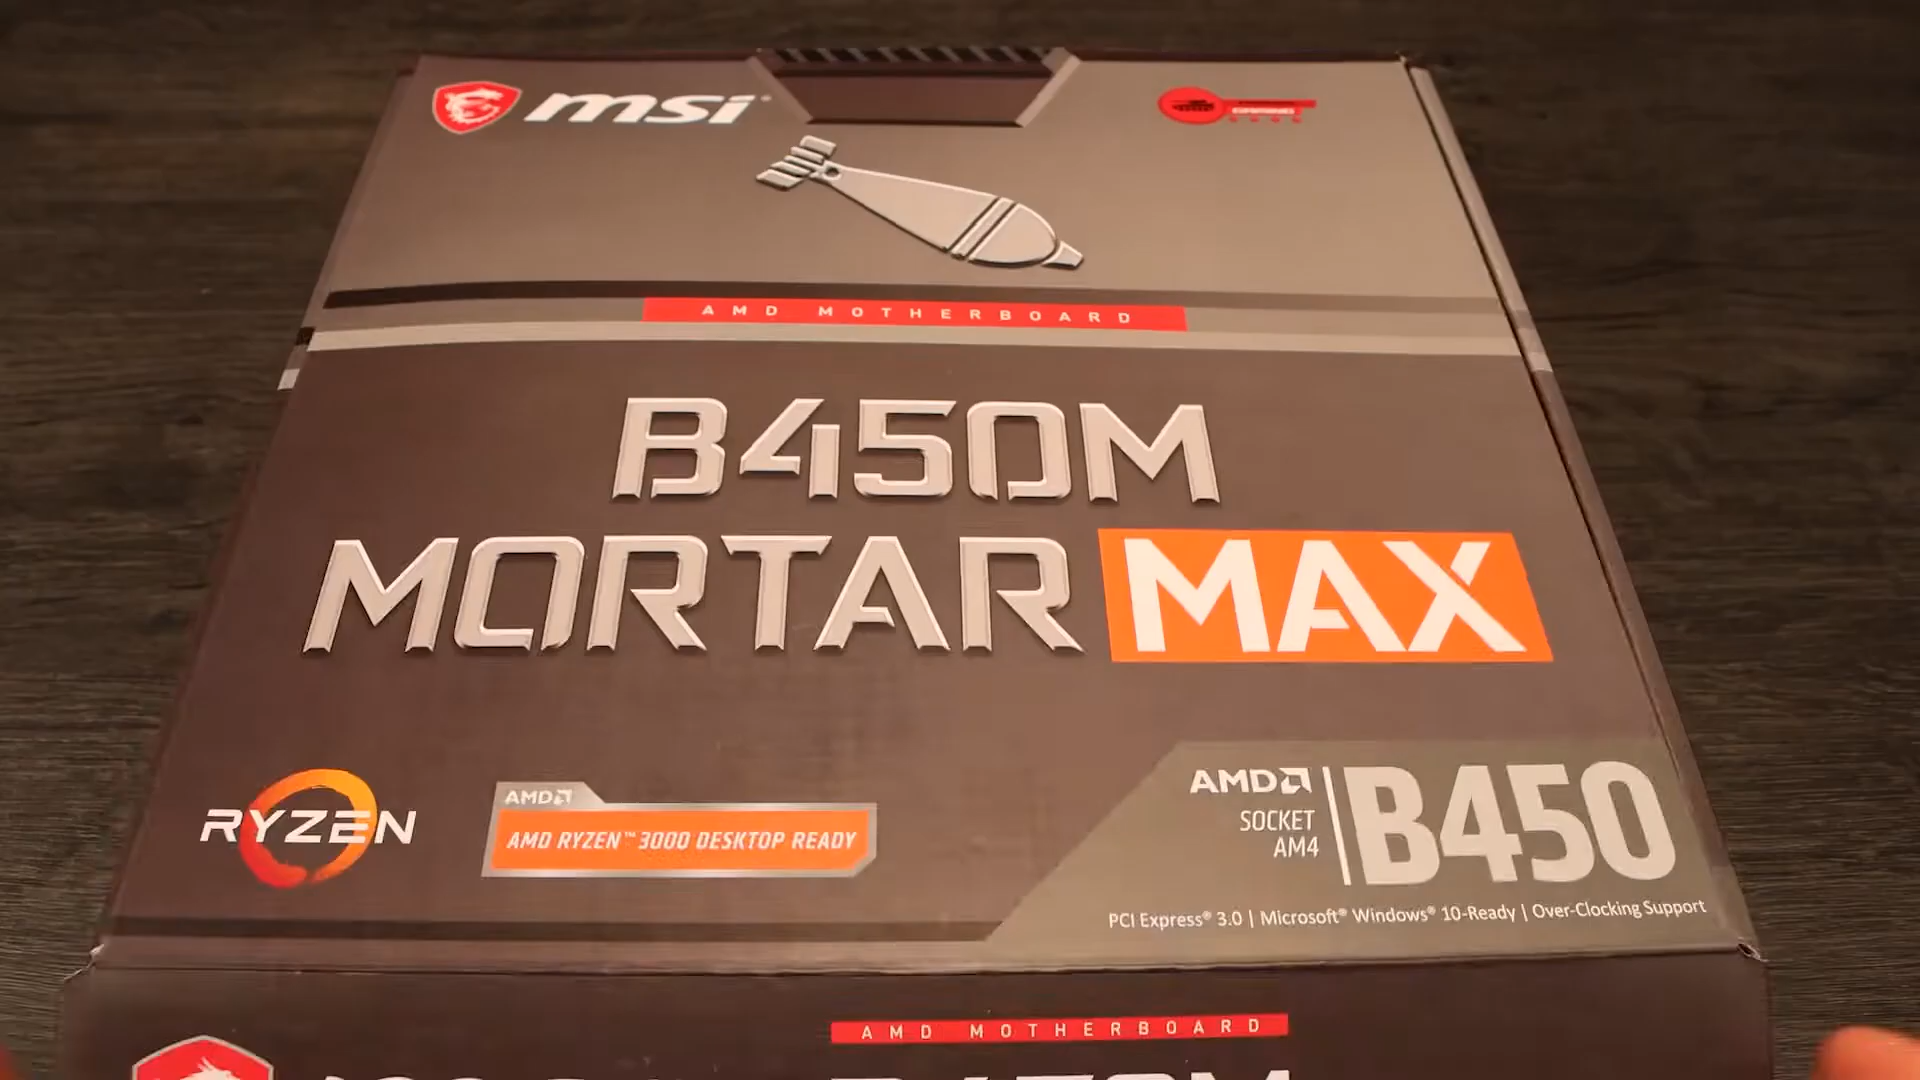 msi
GAMING
AMD MOTHERBOARD
B450M
MORTAR MAX
RYZEN
AMD
AMD RYZEN™ 3000 DESKTOP READY
AMD
SOCKET
AM4
B450
PCI Express® 3.0 | Microsoft® Windows® 10-Ready | Over-Clocking Support
AMD MOTHERBOARD